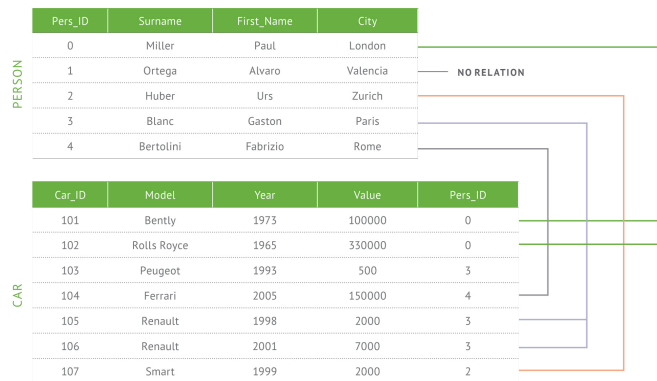 PERSON
Pers_ID Surname First_Name City
0 Miller Paul London
1 Ortega Alvaro Valencia NO RELATION
2 Huber Urs Zurich
3 Blanc Gaston Paris
4 Bertolini Fabrizio Rome
CAR
Car_ID Model Year Value Pers_ID
101 Bently 1973 100000 0
102 Rolls Royce 1965 330000 0
103 Peugeot 1993 500 3
104 Ferrari 2005 150000 4
105 Renault 1998 2000 3
106 Renault 2001 7000 3
107 Smart 1999 2000 2